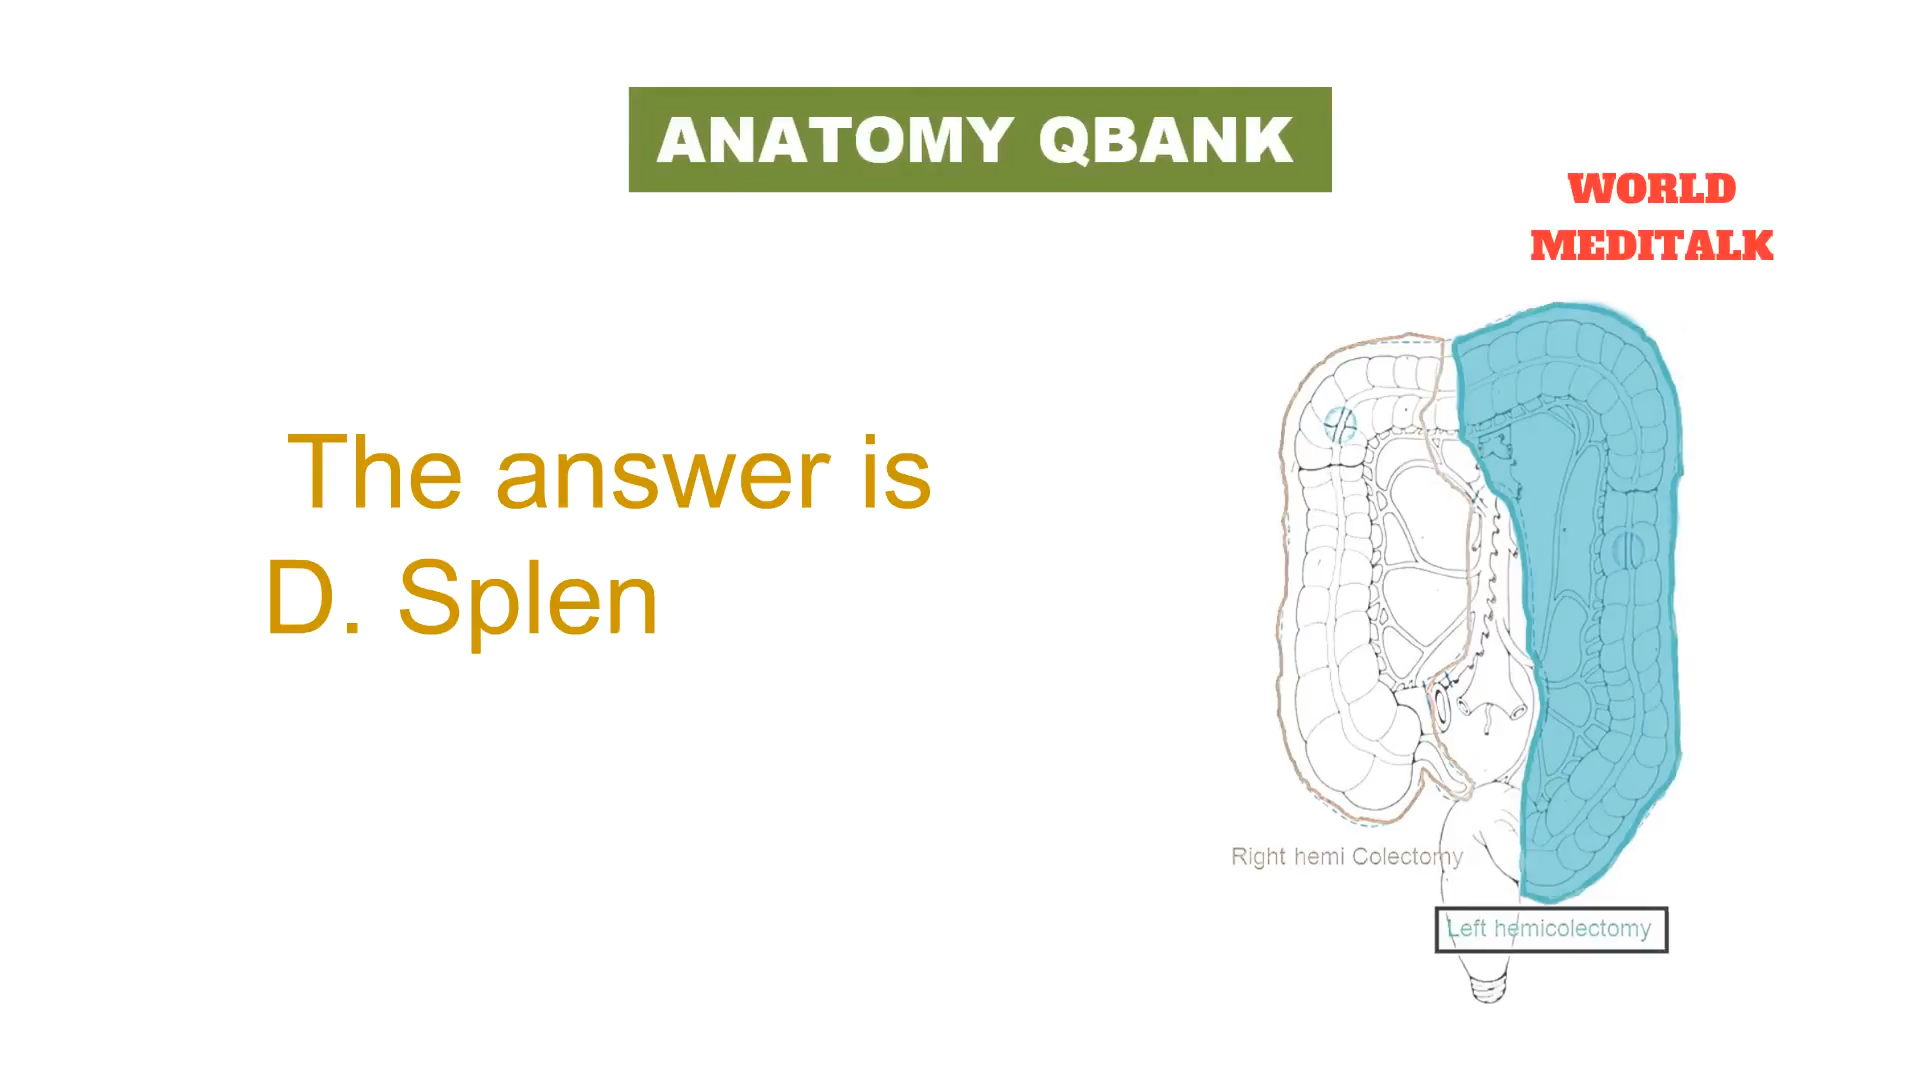 ANATOMY QBANK
WORLD
MEDITALK
The answer is
D. Splen
Right hemi Colectomy
Left hemicolectomy